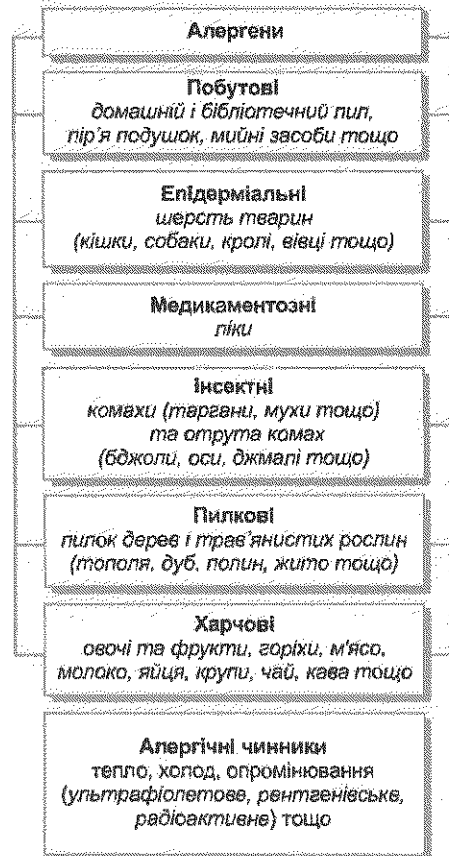 Алергени
Побутові
домашній і бібліотечний пил,
пір'я подушок, мийні засоби тощо
Епідерміальні
шерсть тварин
(кішки, собаки, кролі, вівці тощо)
Медикаментозні
ліки
Інсектні
комахи (таргани, мухи тощо)
та отрута комах
(бджоли, оси, джмелі тощо)
Пилкові
пилок дерев і трав'янистих рослин
(тополя, дуб, полин, жито тощо)
Харчові
овочі та фрукти, горіхи, м'ясо,
молоко, яйця, крупи, чай, кава тощо
Алергічні чинники
тепло, холод, опромінювання
(ультрафіолетове, рентгенівське,
радіоактивне) тощо